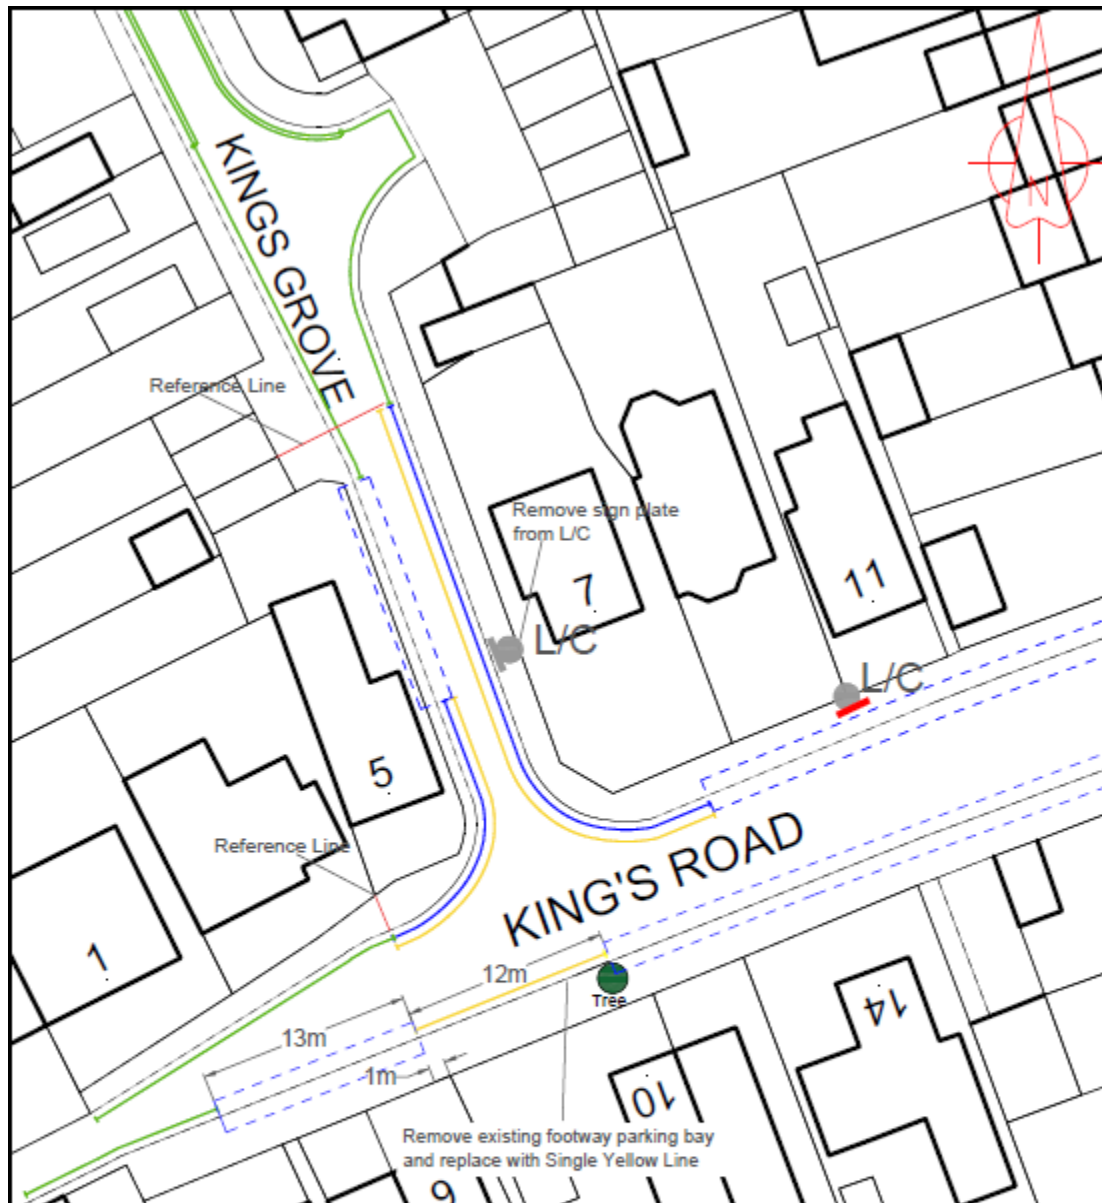 N
KINGS GROVE
Reference Line
Remove sign plate
from L/C
7
11
L/C
L/C
5
Reference Line
KING'S ROAD
1
12m
Tree
14
13m
1m
10
Remove existing footway parking bay
and replace with Single Yellow Line
9